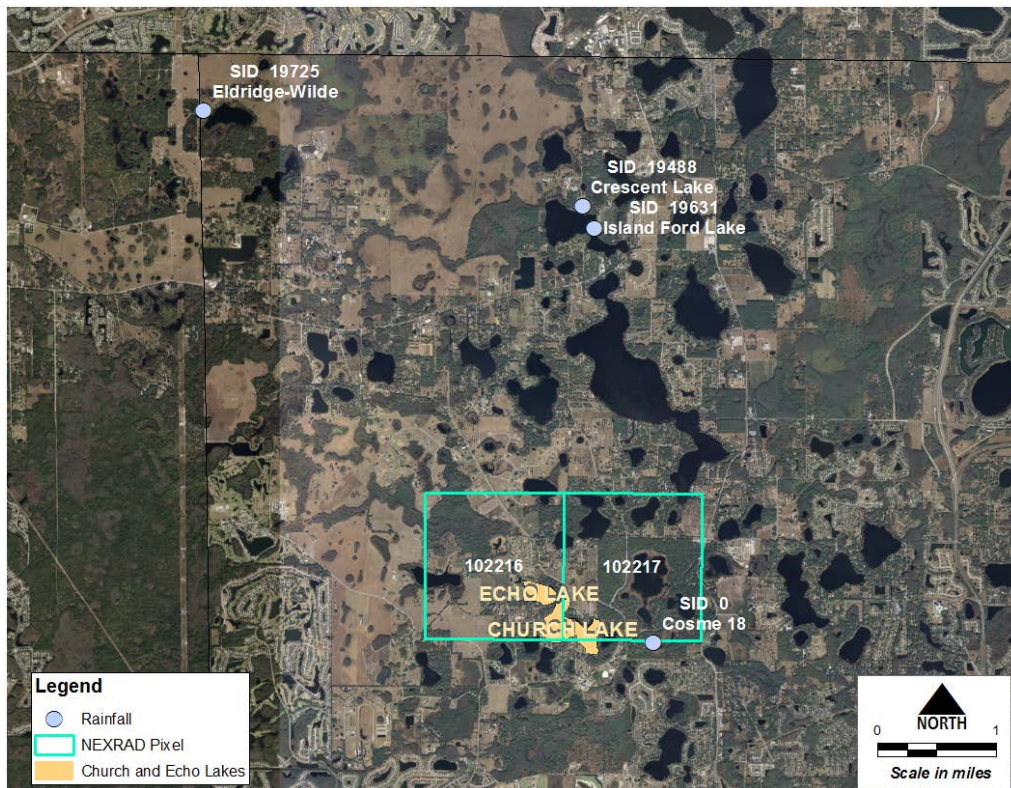 SID 19725
Eldridge-Wilde
SID 19488
Crescent Lake
SID 19631
Island Ford Lake
102216
102217
ECHO LAKE
SID 0
Cosme 18
CHURCH LAKE
Legend
Rainfall
NEXRAD Pixel
Church and Echo Lakes
NORTH
0 1
Scale in miles